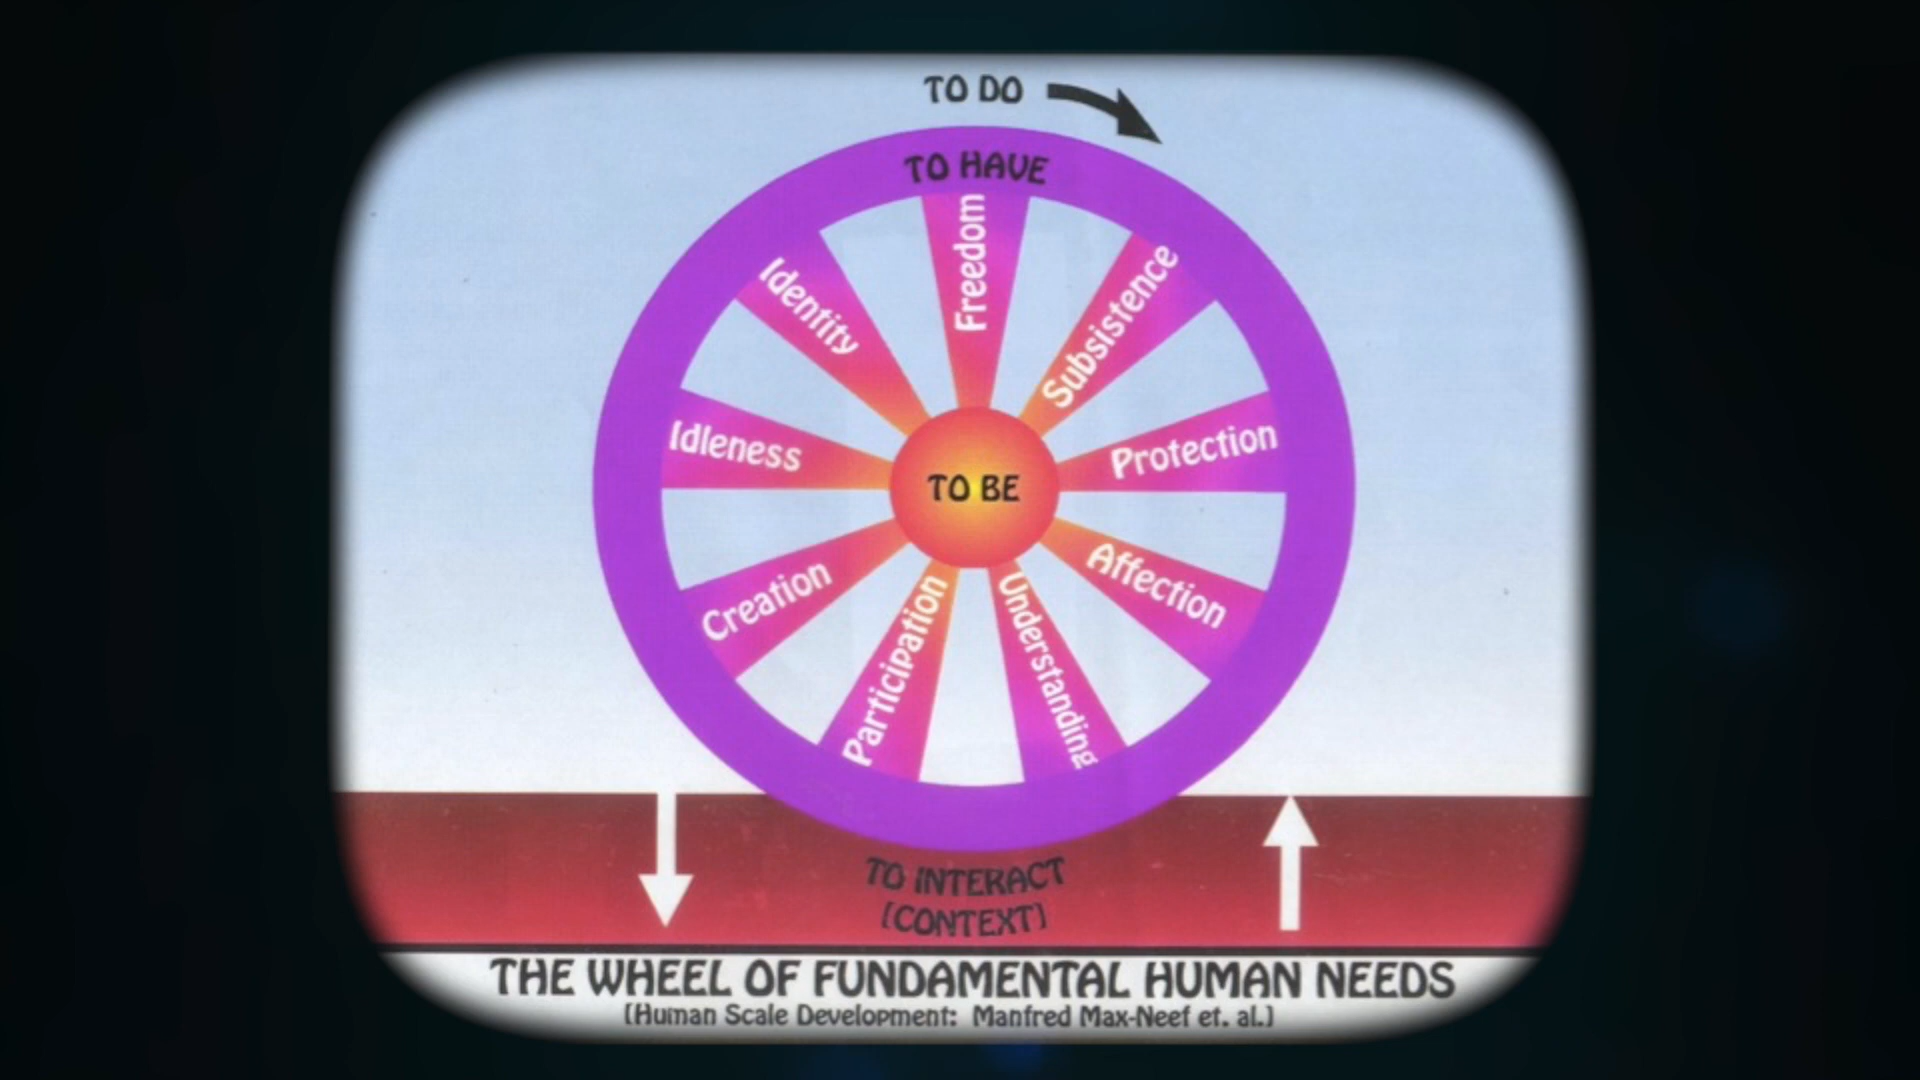 TO DO
TO HAVE
Freedom
Subsistence
Protection
Affection
Understanding
Participation
Creation
Idleness
Identity
TO BE
TO INTERACT
[CONTEXT]
THE WHEEL OF FUNDAMENTAL HUMAN NEEDS
[Human Scale Development: Manfred Max-Neef et. al.]